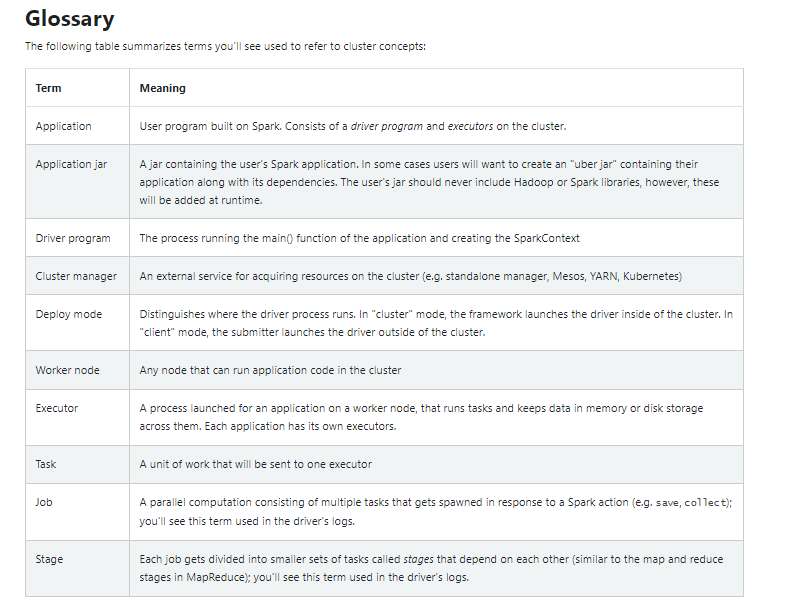 Glossary
The following table summarizes terms you'll see used to refer to cluster concepts:
Term Meaning
Application User program built on Spark. Consists of a driver program and executors on the cluster.
Application jar A jar containing the user's Spark application. In some cases users will want to create an "uber jar" containing their
application along with its dependencies. The user's jar should never include Hadoop or Spark libraries, however, these
will be added at runtime.
Driver program The process running the main() function of the application and creating the SparkContext
Cluster manager An external service for acquiring resources on the cluster (e.g. standalone manager, Mesos, YARN, Kubernetes)
Deploy mode Distinguishes where the driver process runs. In "cluster" mode, the framework launches the driver inside of the cluster. In
"client" mode, the submitter launches the driver outside of the cluster.
Worker node Any node that can run application code in the cluster
Executor A process launched for an application on a worker node, that runs tasks and keeps data in memory or disk storage
across them. Each application has its own executors.
Task A unit of work that will be sent to one executor
Job A parallel computation consisting of multiple tasks that gets spawned in response to a Spark action (e.g. save, collect);
you'll see this term used in the driver's logs.
Stage Each job gets divided into smaller sets of tasks called stages that depend on each other (similar to the map and reduce
stages in MapReduce); you'll see this term used in the driver's logs.